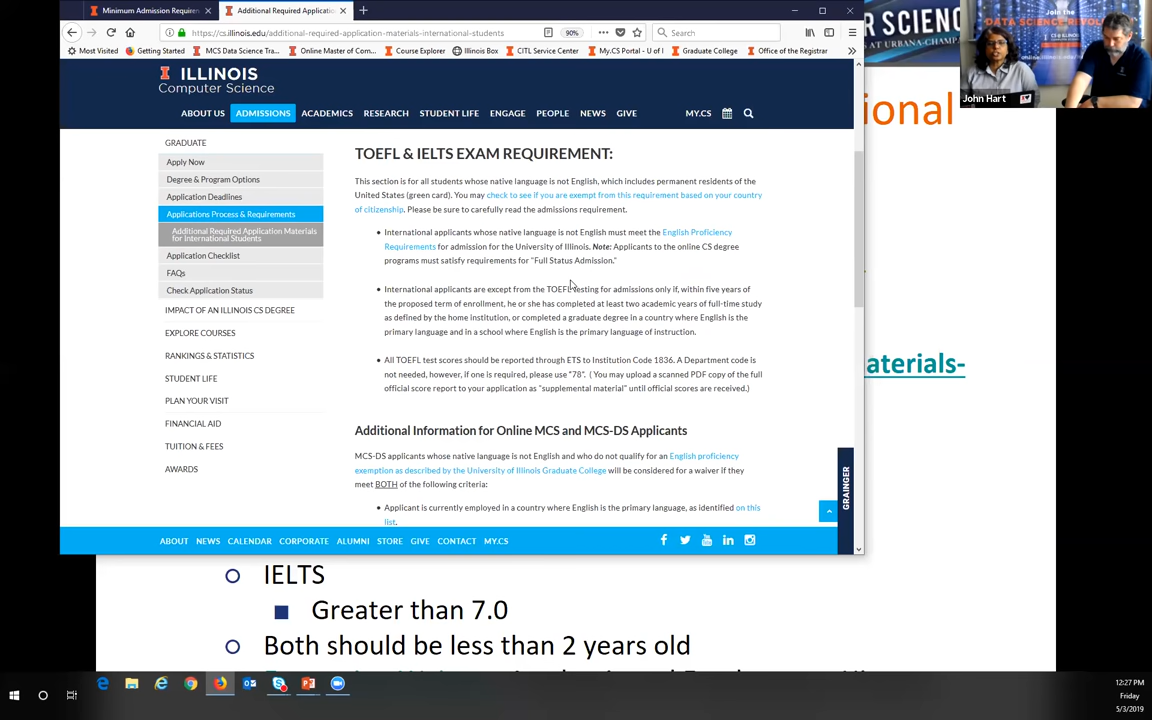 Minimum Admission Requiren
Additional Required Applicatio
https://cs.illinois.edu/additional-required-application-materials-international-students
90%
Search
Most Visited
Getting Started
MCS Data Science Tra...
Online Master of Com...
Course Explorer
Illinois Box
CITL Service Center
My.CS Portal - U of I
Graduate College
Office of the Registrar
ILLINOIS
Computer Science
ABOUT US
ADMISSIONS
ACADEMICS
RESEARCH
STUDENT LIFE
ENGAGE
PEOPLE
NEWS
GIVE
MY.CS
GRADUATE
Apply Now
Degree & Program Options
Application Deadlines
Applications Process & Requirements
Additional Required Application Materials
for International Students
Application Checklist
FAQs
Check Application Status
IMPACT OF AN ILLINOIS CS DEGREE
EXPLORE COURSES
RANKINGS & STATISTICS
STUDENT LIFE
PLAN YOUR VISIT
FINANCIAL AID
TUITION & FEES
AWARDS
TOEFL & IELTS EXAM REQUIREMENT:
This section is for all students whose native language is not English, which includes permanent residents of the
United States (green card). You may check to see if you are exempt from this requirement based on your country
of citizenship. Please be sure to carefully read the admissions requirement.
• International applicants whose native language is not English must meet the English Proficiency
Requirements for admission for the University of Illinois. Note: Applicants to the online CS degree
programs must satisfy requirements for "Full Status Admission."
• International applicants are except from the TOEFL testing for admissions only if, within five years of
the proposed term of enrollment, he or she has completed at least two academic years of full-time study
as defined by the home institution, or completed a graduate degree in a country where English is the
primary language and in a school where English is the primary language of instruction.
• All TOEFL test scores should be reported through ETS to Institution Code 1836. A Department code is
not needed, however, if one is required, please use "78". ( You may upload a scanned PDF copy of the full
official score report to your application as "supplemental material" until official scores are received.)
Additional Information for Online MCS and MCS-DS Applicants
MCS-DS applicants whose native language is not English and who do not qualify for an English proficiency
exemption as described by the University of Illinois Graduate College will be considered for a waiver if they
meet BOTH of the following criteria:
• Applicant is currently employed in a country where English is the primary language, as identified on this
list.
GRAINGER
ABOUT
NEWS
CALENDAR
CORPORATE
ALUMNI
STORE
GIVE
CONTACT
MY.CS
R SCIENCE
AT URBANA-CHAMP
Join the
DATA SCIENCE REVOL
John Hart
ional
aterials-
IELTS
Greater than 7.0
Both should be less than 2 years old
12:27 PM
Friday
5/3/2019